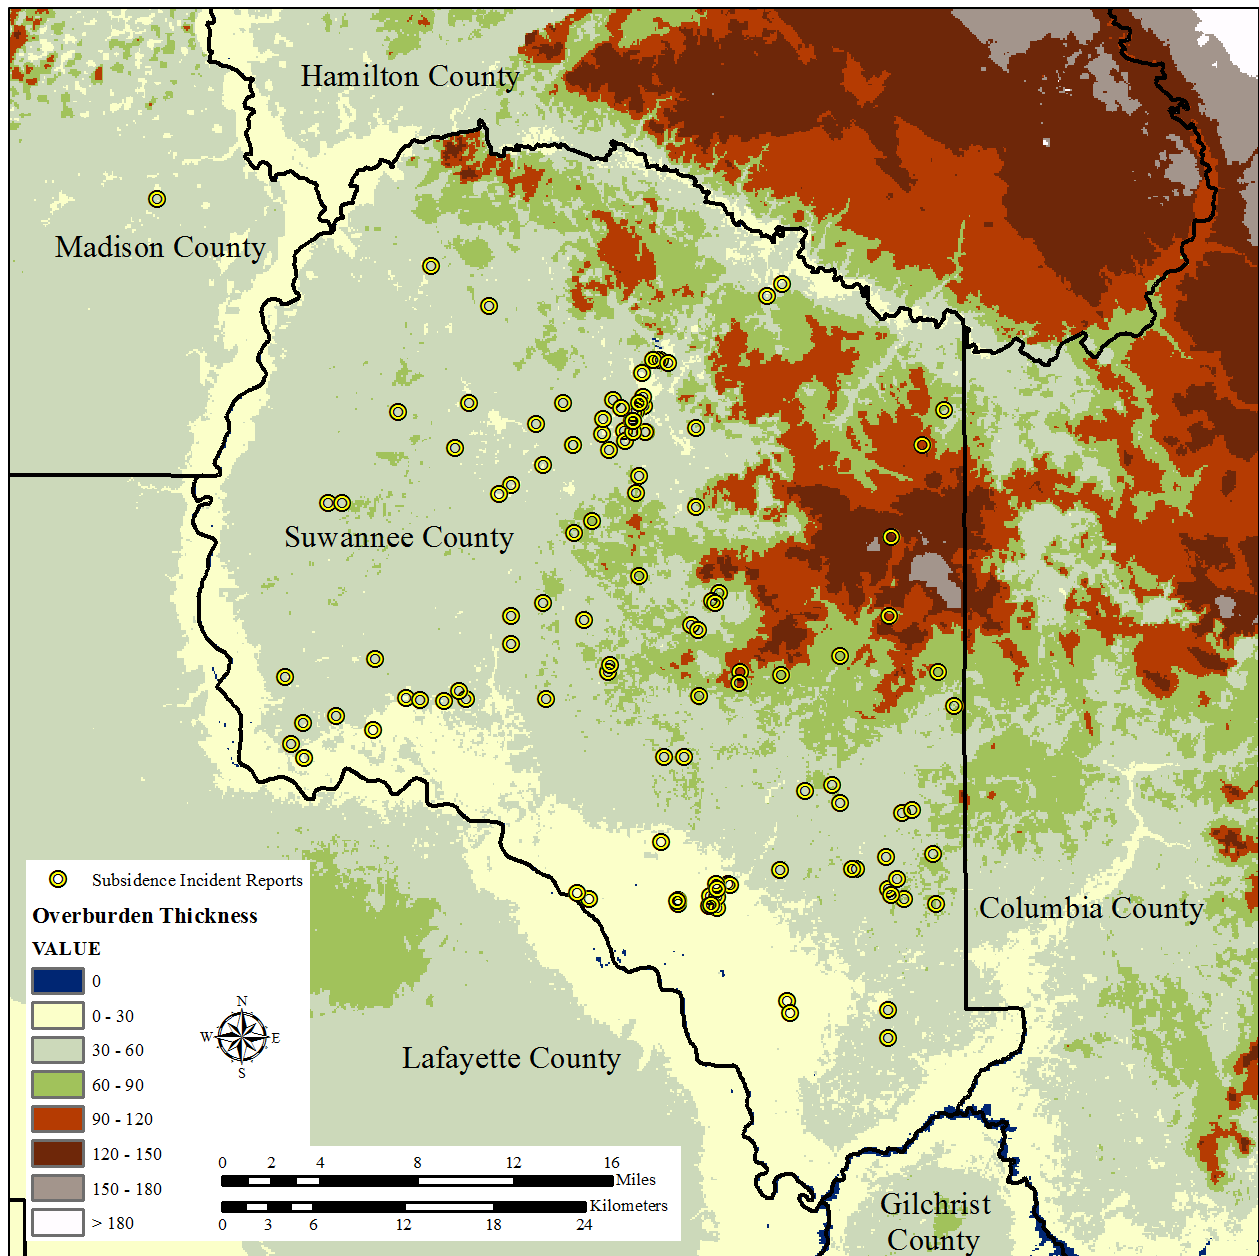 Hamilton County
Madison County
Suwannee County
Columbia County
Lafayette County
Gilchrist
County
Subsidence Incident Reports
Overburden Thickness
VALUE
0
0 - 30
30 - 60
60 - 90
90 - 120
120 - 150
150 - 180
> 180
N
W E
S
0 2 4 8 12 16
Miles
Kilometers
0 3 6 12 18 24